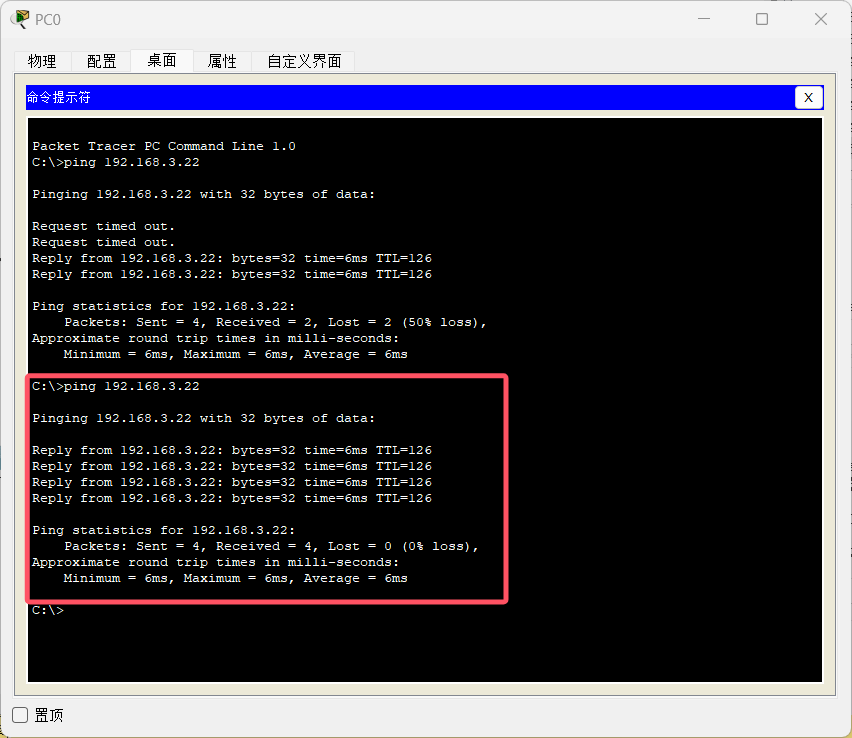 PC0
物理 配置 桌面 属性 自定义界面
命令提示符 X
Packet Tracer PC Command Line 1.0
C:\>ping 192.168.3.22
Pinging 192.168.3.22 with 32 bytes of data:
Request timed out.
Request timed out.
Reply from 192.168.3.22: bytes=32 time=6ms TTL=126
Reply from 192.168.3.22: bytes=32 time=6ms TTL=126
Ping statistics for 192.168.3.22:
    Packets: Sent = 4, Received = 2, Lost = 2 (50% loss),
Approximate round trip times in milli-seconds:
    Minimum = 6ms, Maximum = 6ms, Average = 6ms
C:\>ping 192.168.3.22
Pinging 192.168.3.22 with 32 bytes of data:
Reply from 192.168.3.22: bytes=32 time=6ms TTL=126
Reply from 192.168.3.22: bytes=32 time=6ms TTL=126
Reply from 192.168.3.22: bytes=32 time=6ms TTL=126
Reply from 192.168.3.22: bytes=32 time=6ms TTL=126
Ping statistics for 192.168.3.22:
    Packets: Sent = 4, Received = 4, Lost = 0 (0% loss),
Approximate round trip times in milli-seconds:
    Minimum = 6ms, Maximum = 6ms, Average = 6ms
C:\>
置顶